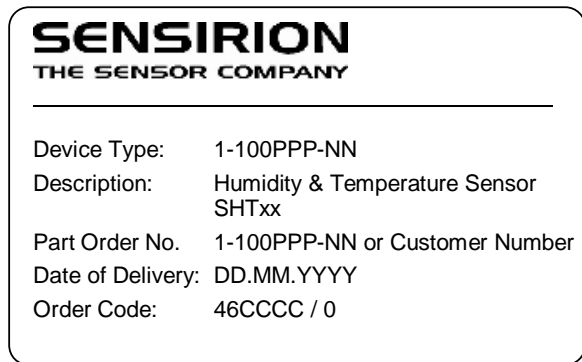 SENSIRION
THE SENSOR COMPANY
Device Type: 1-100PPP-NN
Description: Humidity & Temperature Sensor
SHTxx
Part Order No. 1-100PPP-NN or Customer Number
Date of Delivery: DD.MM.YYYY
Order Code: 46CCCC / 0